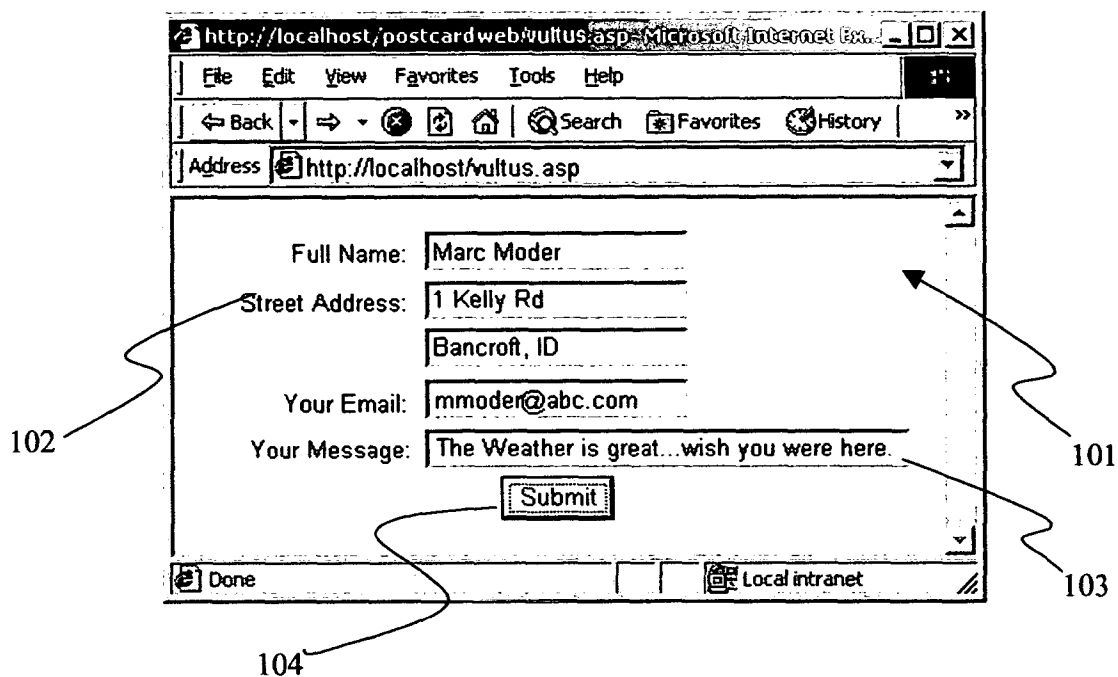 http://localhost/postcardweb/vultus.asp - Microsoft Internet Ex...
File Edit View Favorites Tools Help
Back Search Favorites History »
Address http://localhost/vultus.asp
Full Name: Marc Moder
Street Address: 1 Kelly Rd
Bancroft, ID
Your Email: mmoder@abc.com
Your Message: The Weather is great...wish you were here.
Submit
Done Local intranet
102
101
103
104